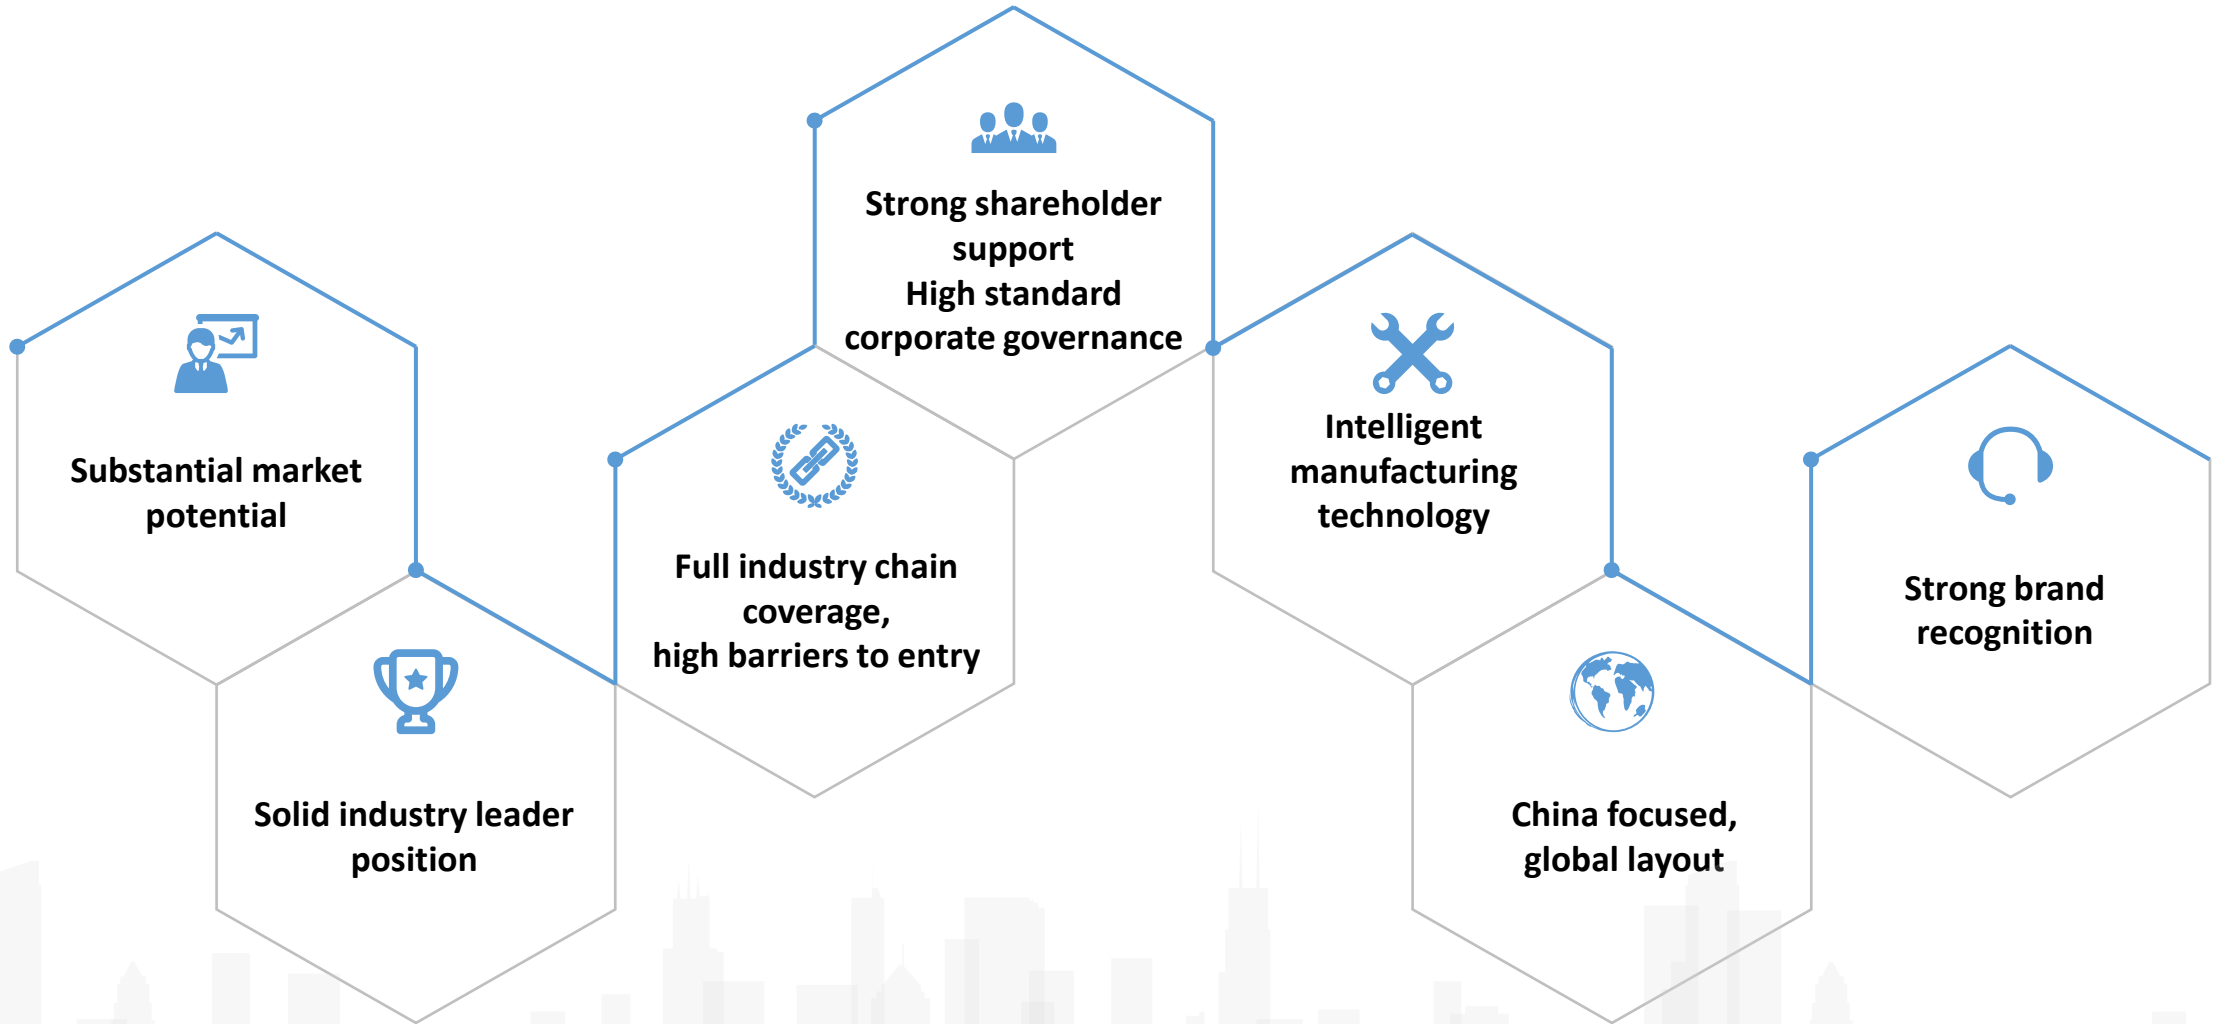 Substantial market
potential
Solid industry leader
position
Full industry chain
coverage,
high barriers to entry
Strong shareholder
support
High standard
corporate governance
Intelligent
manufacturing
technology
China focused,
global layout
Strong brand
recognition